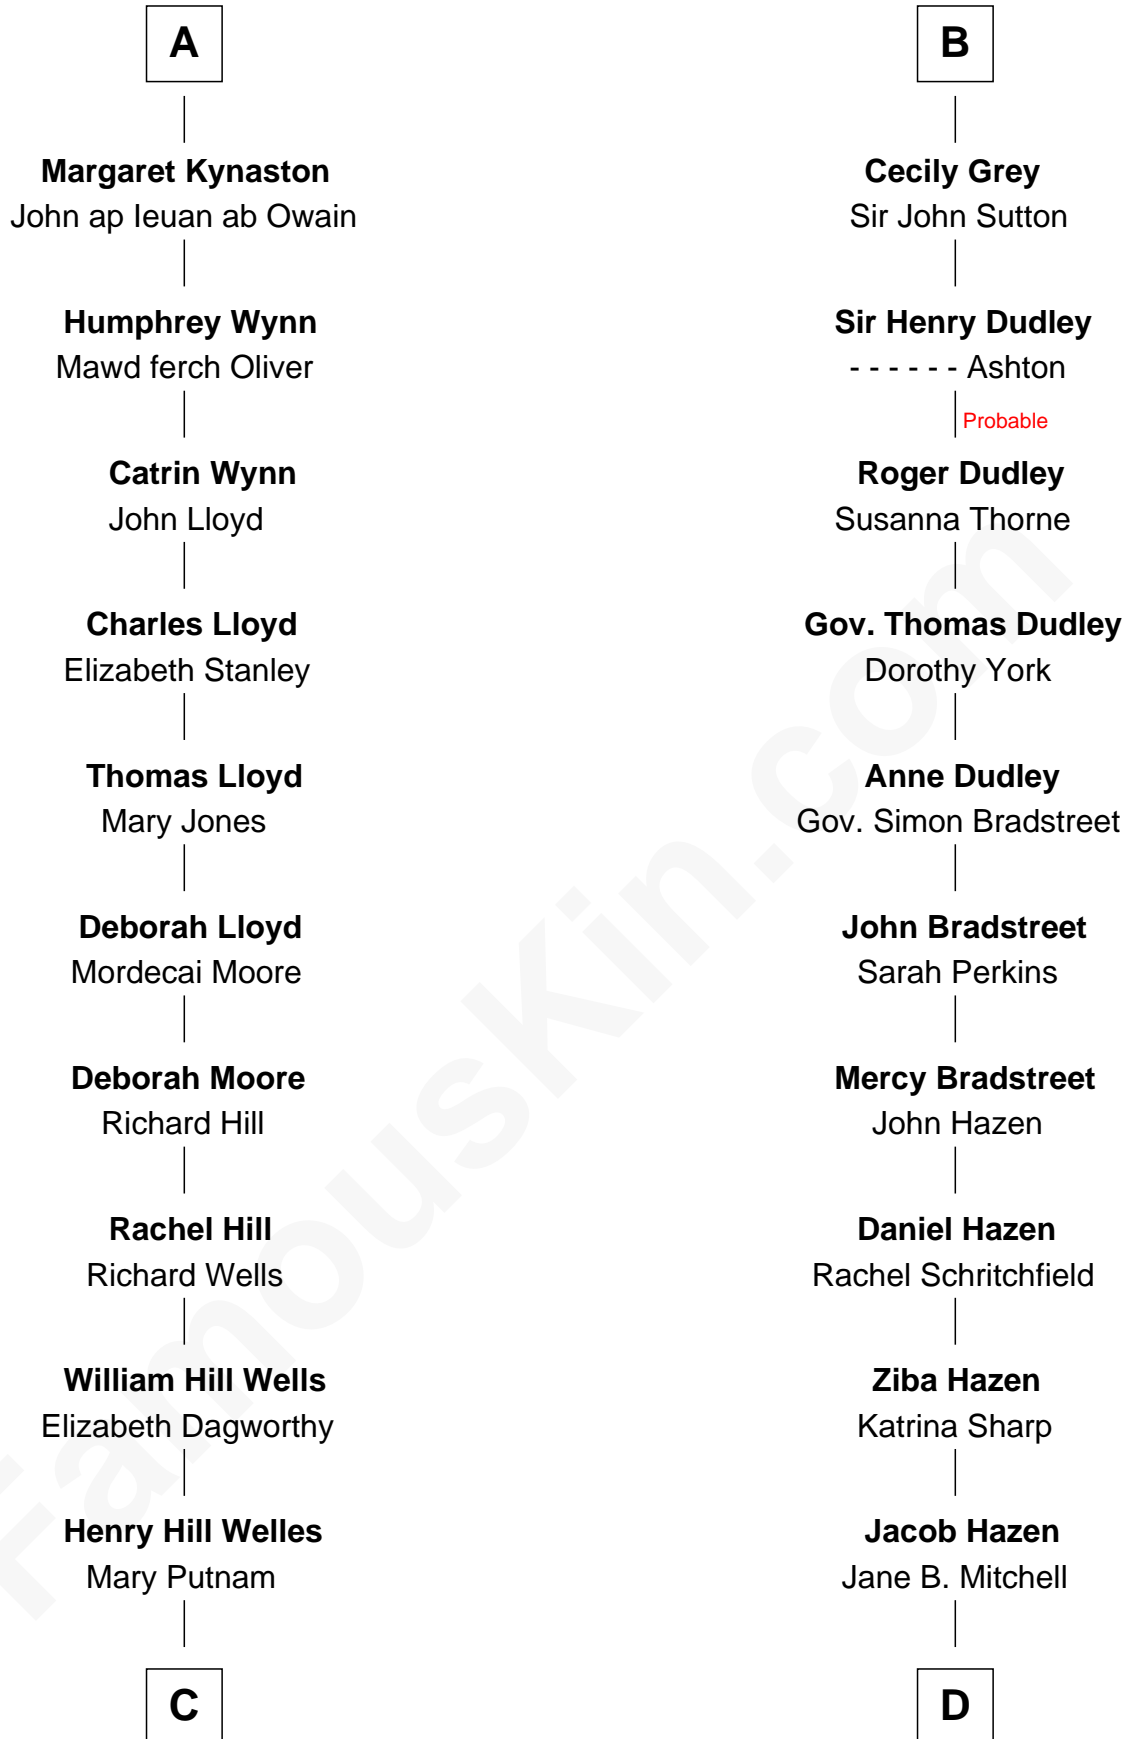 A
Margaret Kynaston
John ap Ieuan ab Owain
Humphrey Wynn
Mawd ferch Oliver
Catrin Wynn
John Lloyd
Charles Lloyd
Elizabeth Stanley
Thomas Lloyd
Mary Jones
Deborah Lloyd
Mordecai Moore
Deborah Moore
Richard Hill
Rachel Hill
Richard Wells
William Hill Wells
Elizabeth Dagworthy
Henry Hill Welles
Mary Putnam
C
B
Cecily Grey
Sir John Sutton
Sir Henry Dudley
- - - - - - Ashton
Probable
Roger Dudley
Susanna Thorne
Gov. Thomas Dudley
Dorothy York
Anne Dudley
Gov. Simon Bradstreet
John Bradstreet
Sarah Perkins
Mercy Bradstreet
John Hazen
Daniel Hazen
Rachel Schritchfield
Ziba Hazen
Katrina Sharp
Jacob Hazen
Jane B. Mitchell
D
FamousKin.com